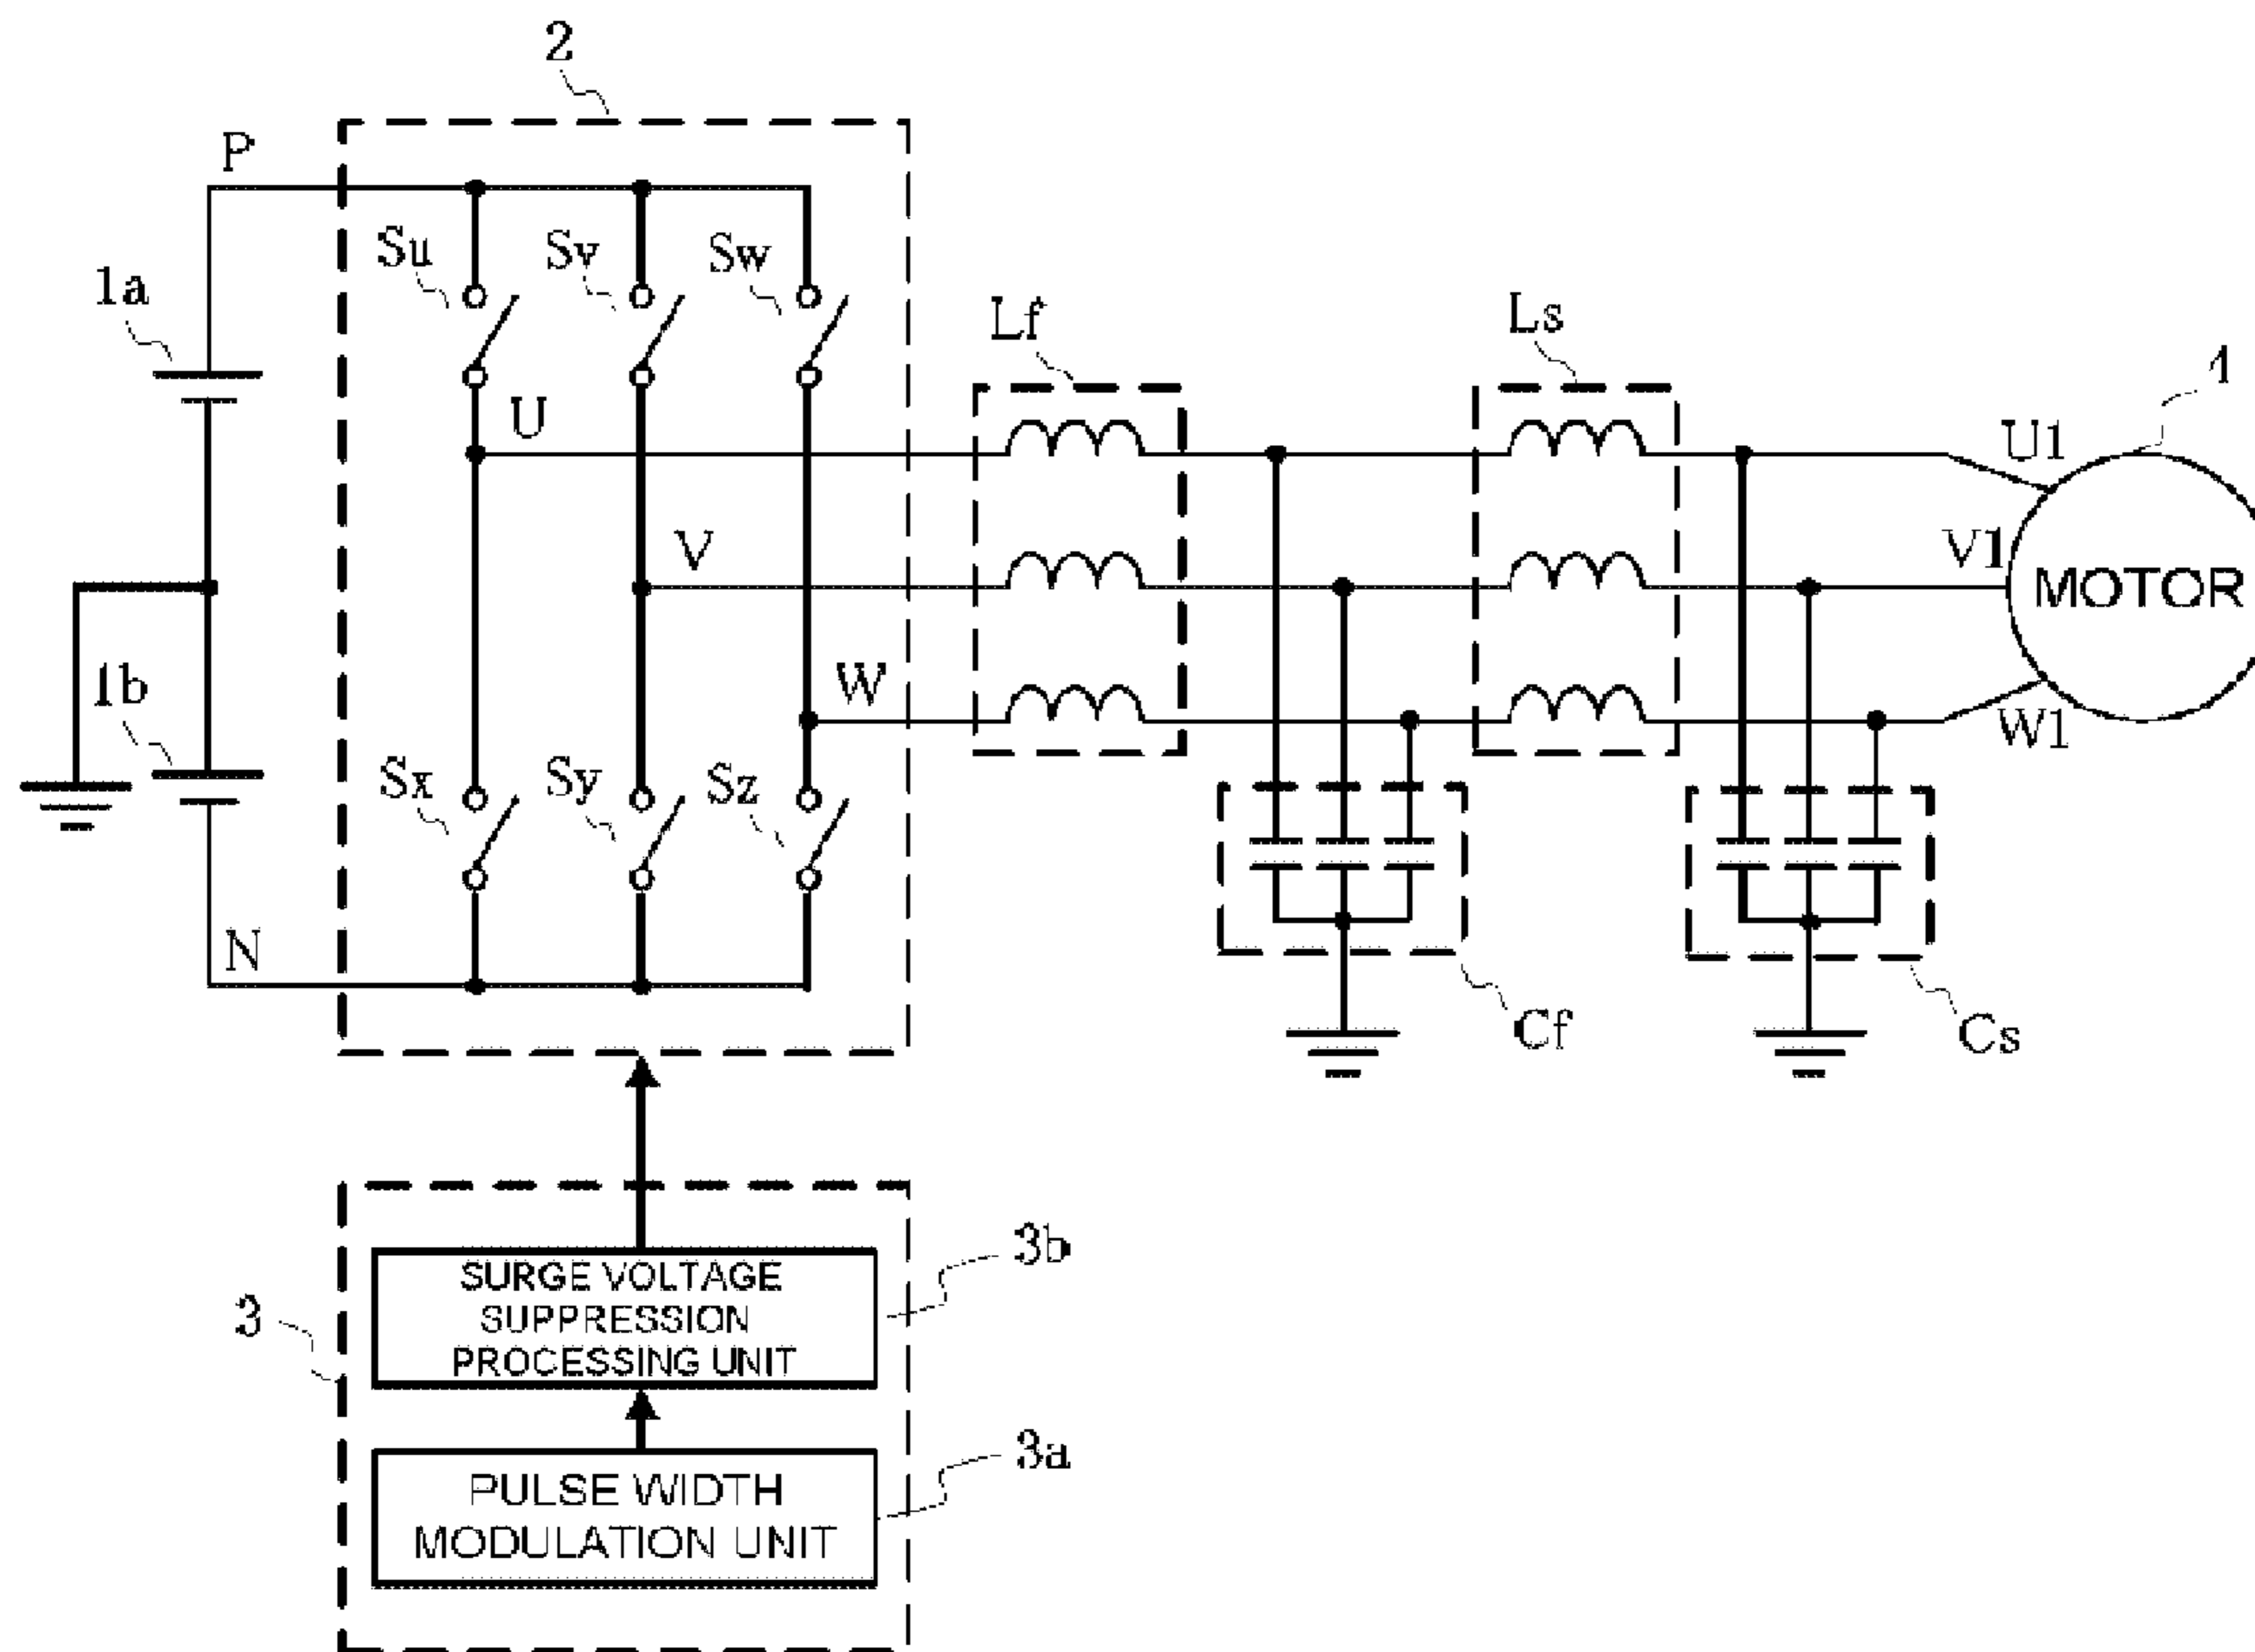 2
P
Su
Sv
Sw
1a
Lf
Ls
4
U
U1
V
V1
MOTOR
1b
W
W1
Sx
Sy
Sz
N
Cf
Cs
3
SURGE VOLTAGE
SUPPRESSION
PROCESSING UNIT
3b
PULSE WIDTH
MODULATION UNIT
3a